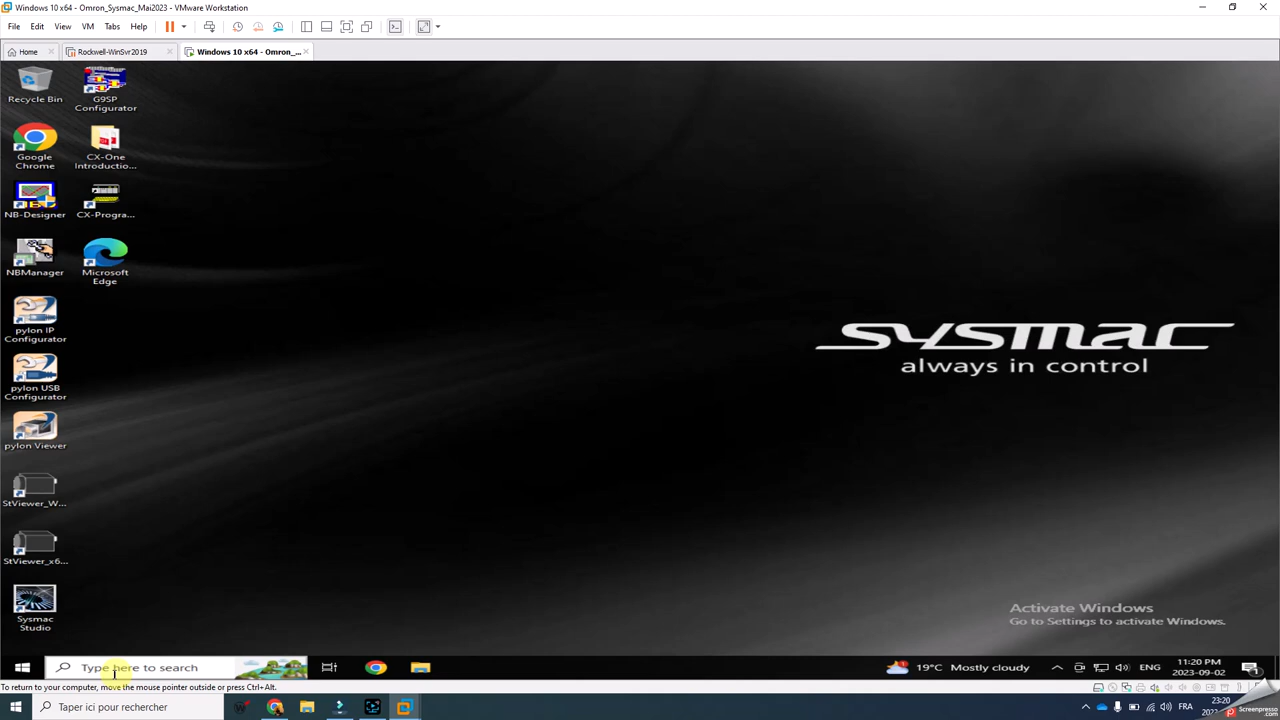 Windows 10 x64 - Omron_Sysmac_Mai2023 - VMware Workstation
File Edit View VM Tabs Help
Home Rockwell-WinSvr2019 Windows 10 x64 - Omron_...
Recycle Bin
G9SP Configurator
Google Chrome
CX-One Introductio...
NB-Designer
CX-Progra...
NBManager
Microsoft Edge
pylon IP Configurator
pylon USB Configurator
pylon Viewer
StViewer_W...
StViewer_x6...
Sysmac Studio
sysmac
always in control
Activate Windows
Go to Settings to activate Windows.
Type here to search
19°C Mostly cloudy
ENG
11:20 PM
2023-09-02
1
To return to your computer, move the mouse pointer outside or press Ctrl+Alt.
Taper ici pour rechercher
FRA
23:20
Screenpresso
.com